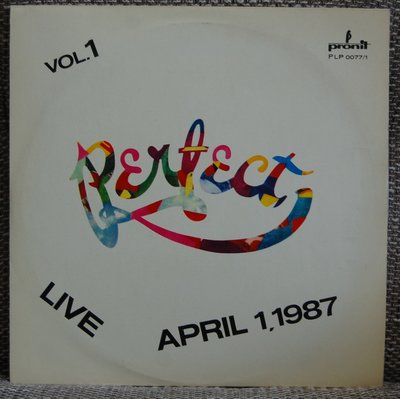 VOL.1
pronit
PLP 0077/1
Perfect
LIVE
APRIL 1,1987